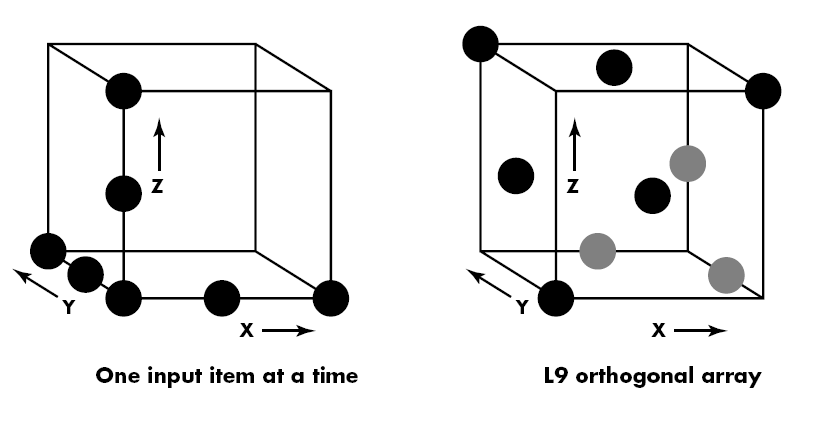 Z
Z
Y
Y
X
X
One input item at a time
L9 orthogonal array